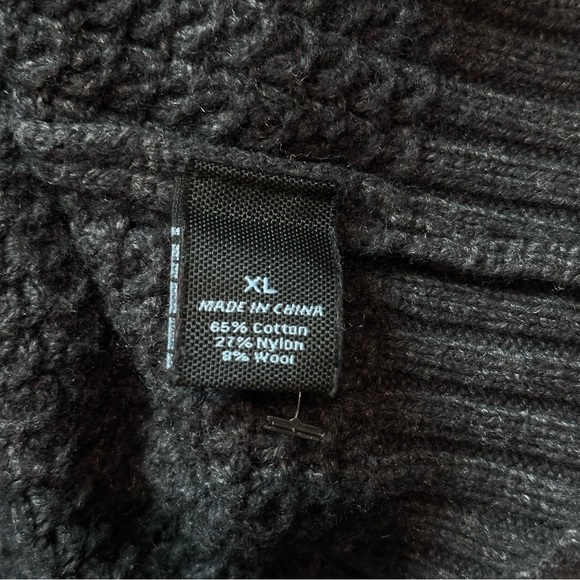 XL
MADE IN CHINA
65% Cotton
27% Nylon
8% Wool